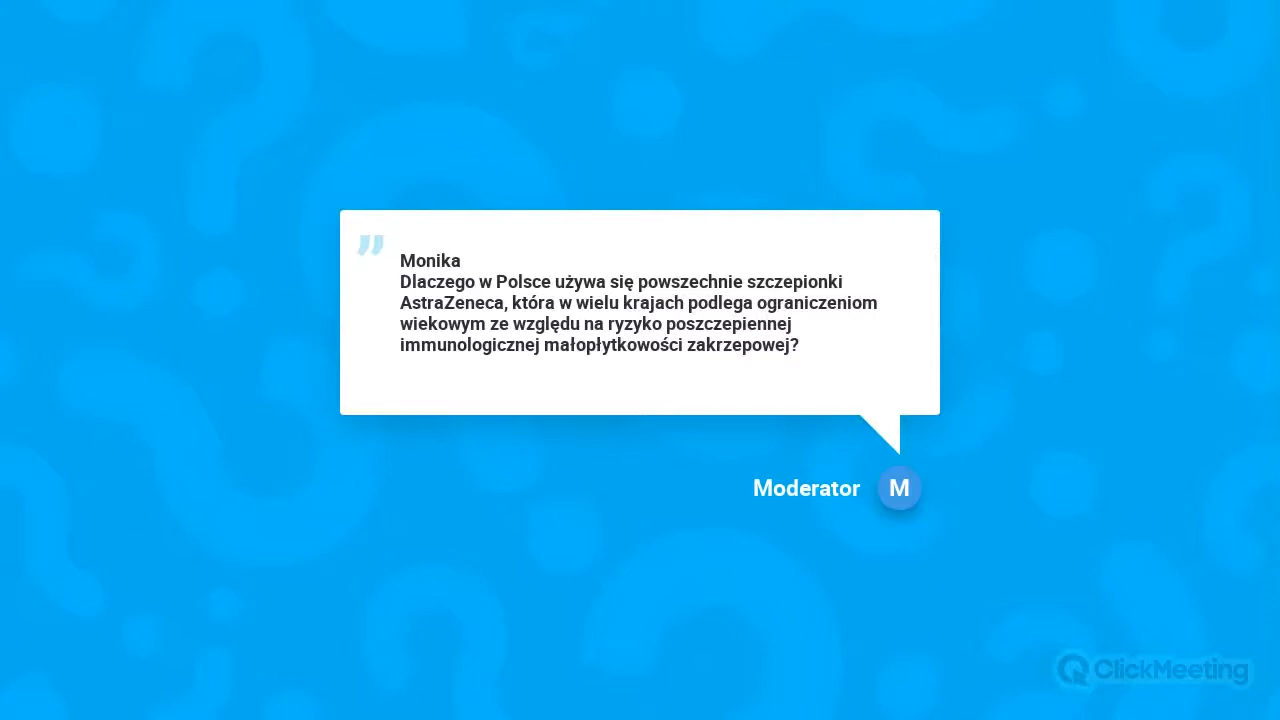 Monika
Dlaczego w Polsce używa się powszechnie szczepionki
AstraZeneca, która w wielu krajach podlega ograniczeniom
wiekowym ze względu na ryzyko poszczepiennej
immunologicznej małopłytkowości zakrzepowej?
Moderator M
ClickMeeting